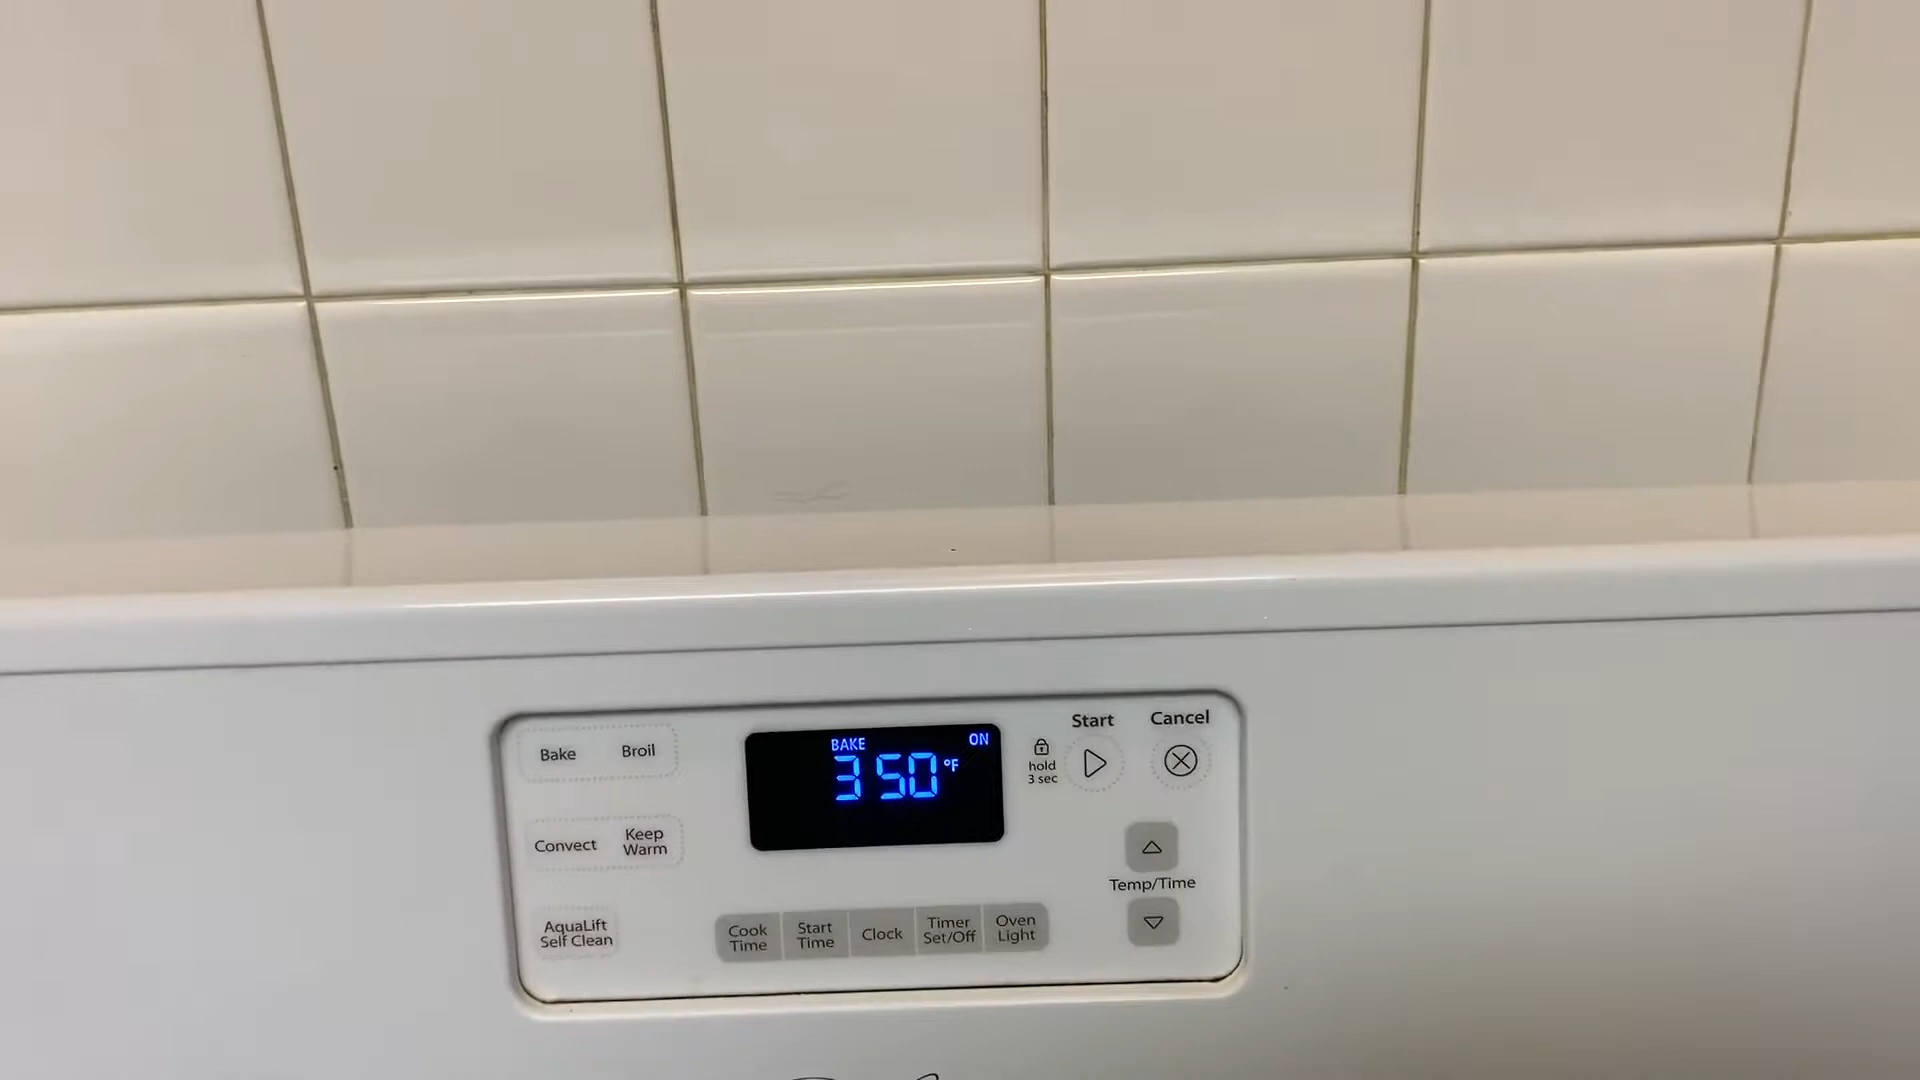 Bake
Broil
Convect
Keep
Warm
AquaLift
Self Clean
BAKE
ON
350°F
Cook
Time
Start
Time
Clock
Timer
Set/Off
Oven
Light
hold
3 sec
Start
Cancel
Temp/Time